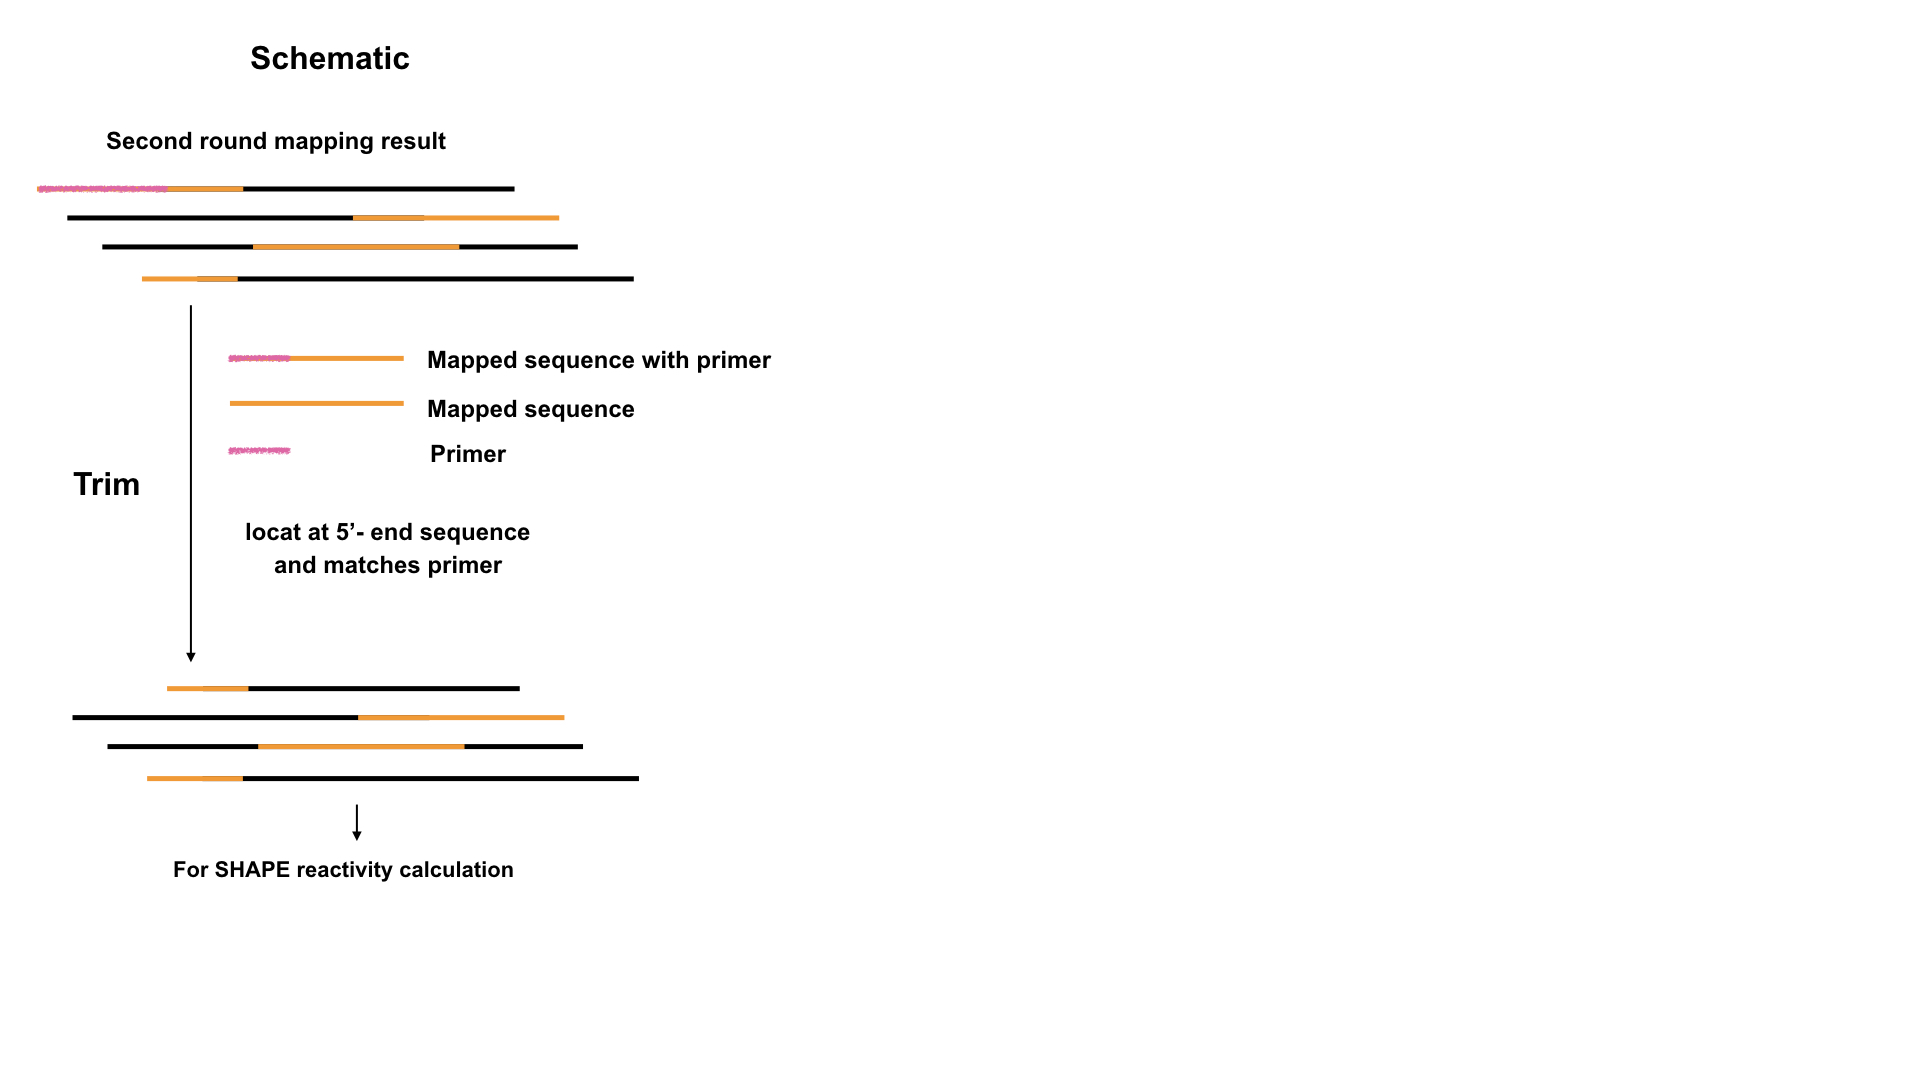 Schematic
Second round mapping result
Mapped sequence with primer
Mapped sequence
Primer
Trim
locat at 5’- end sequence
and matches primer
For SHAPE reactivity calculation